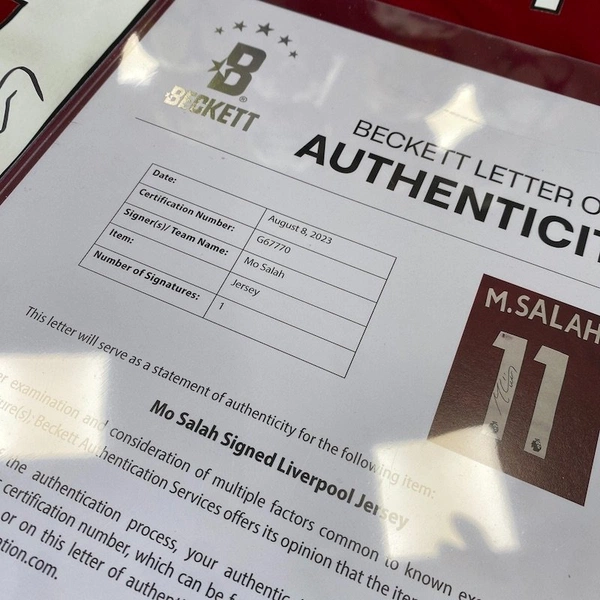 B
BECKETT®
BECKETT LETTER O
AUTHENTICIT
Date: August 8, 2023
Certification Number: G67770
Signer(s)/ Team Name: Mo Salah
Item: Jersey
Number of Signatures: 1
M.SALAH
11
This letter will serve as a statement of authenticity for the following item:
Mo Salah Signed Liverpool Jersey
er examination and consideration of multiple factors common to known exe
Beckett Authentication Services offers its opinion that the item
the authentication process, your authentic
certification number, which can be f
or on this letter of authen
tion.com.